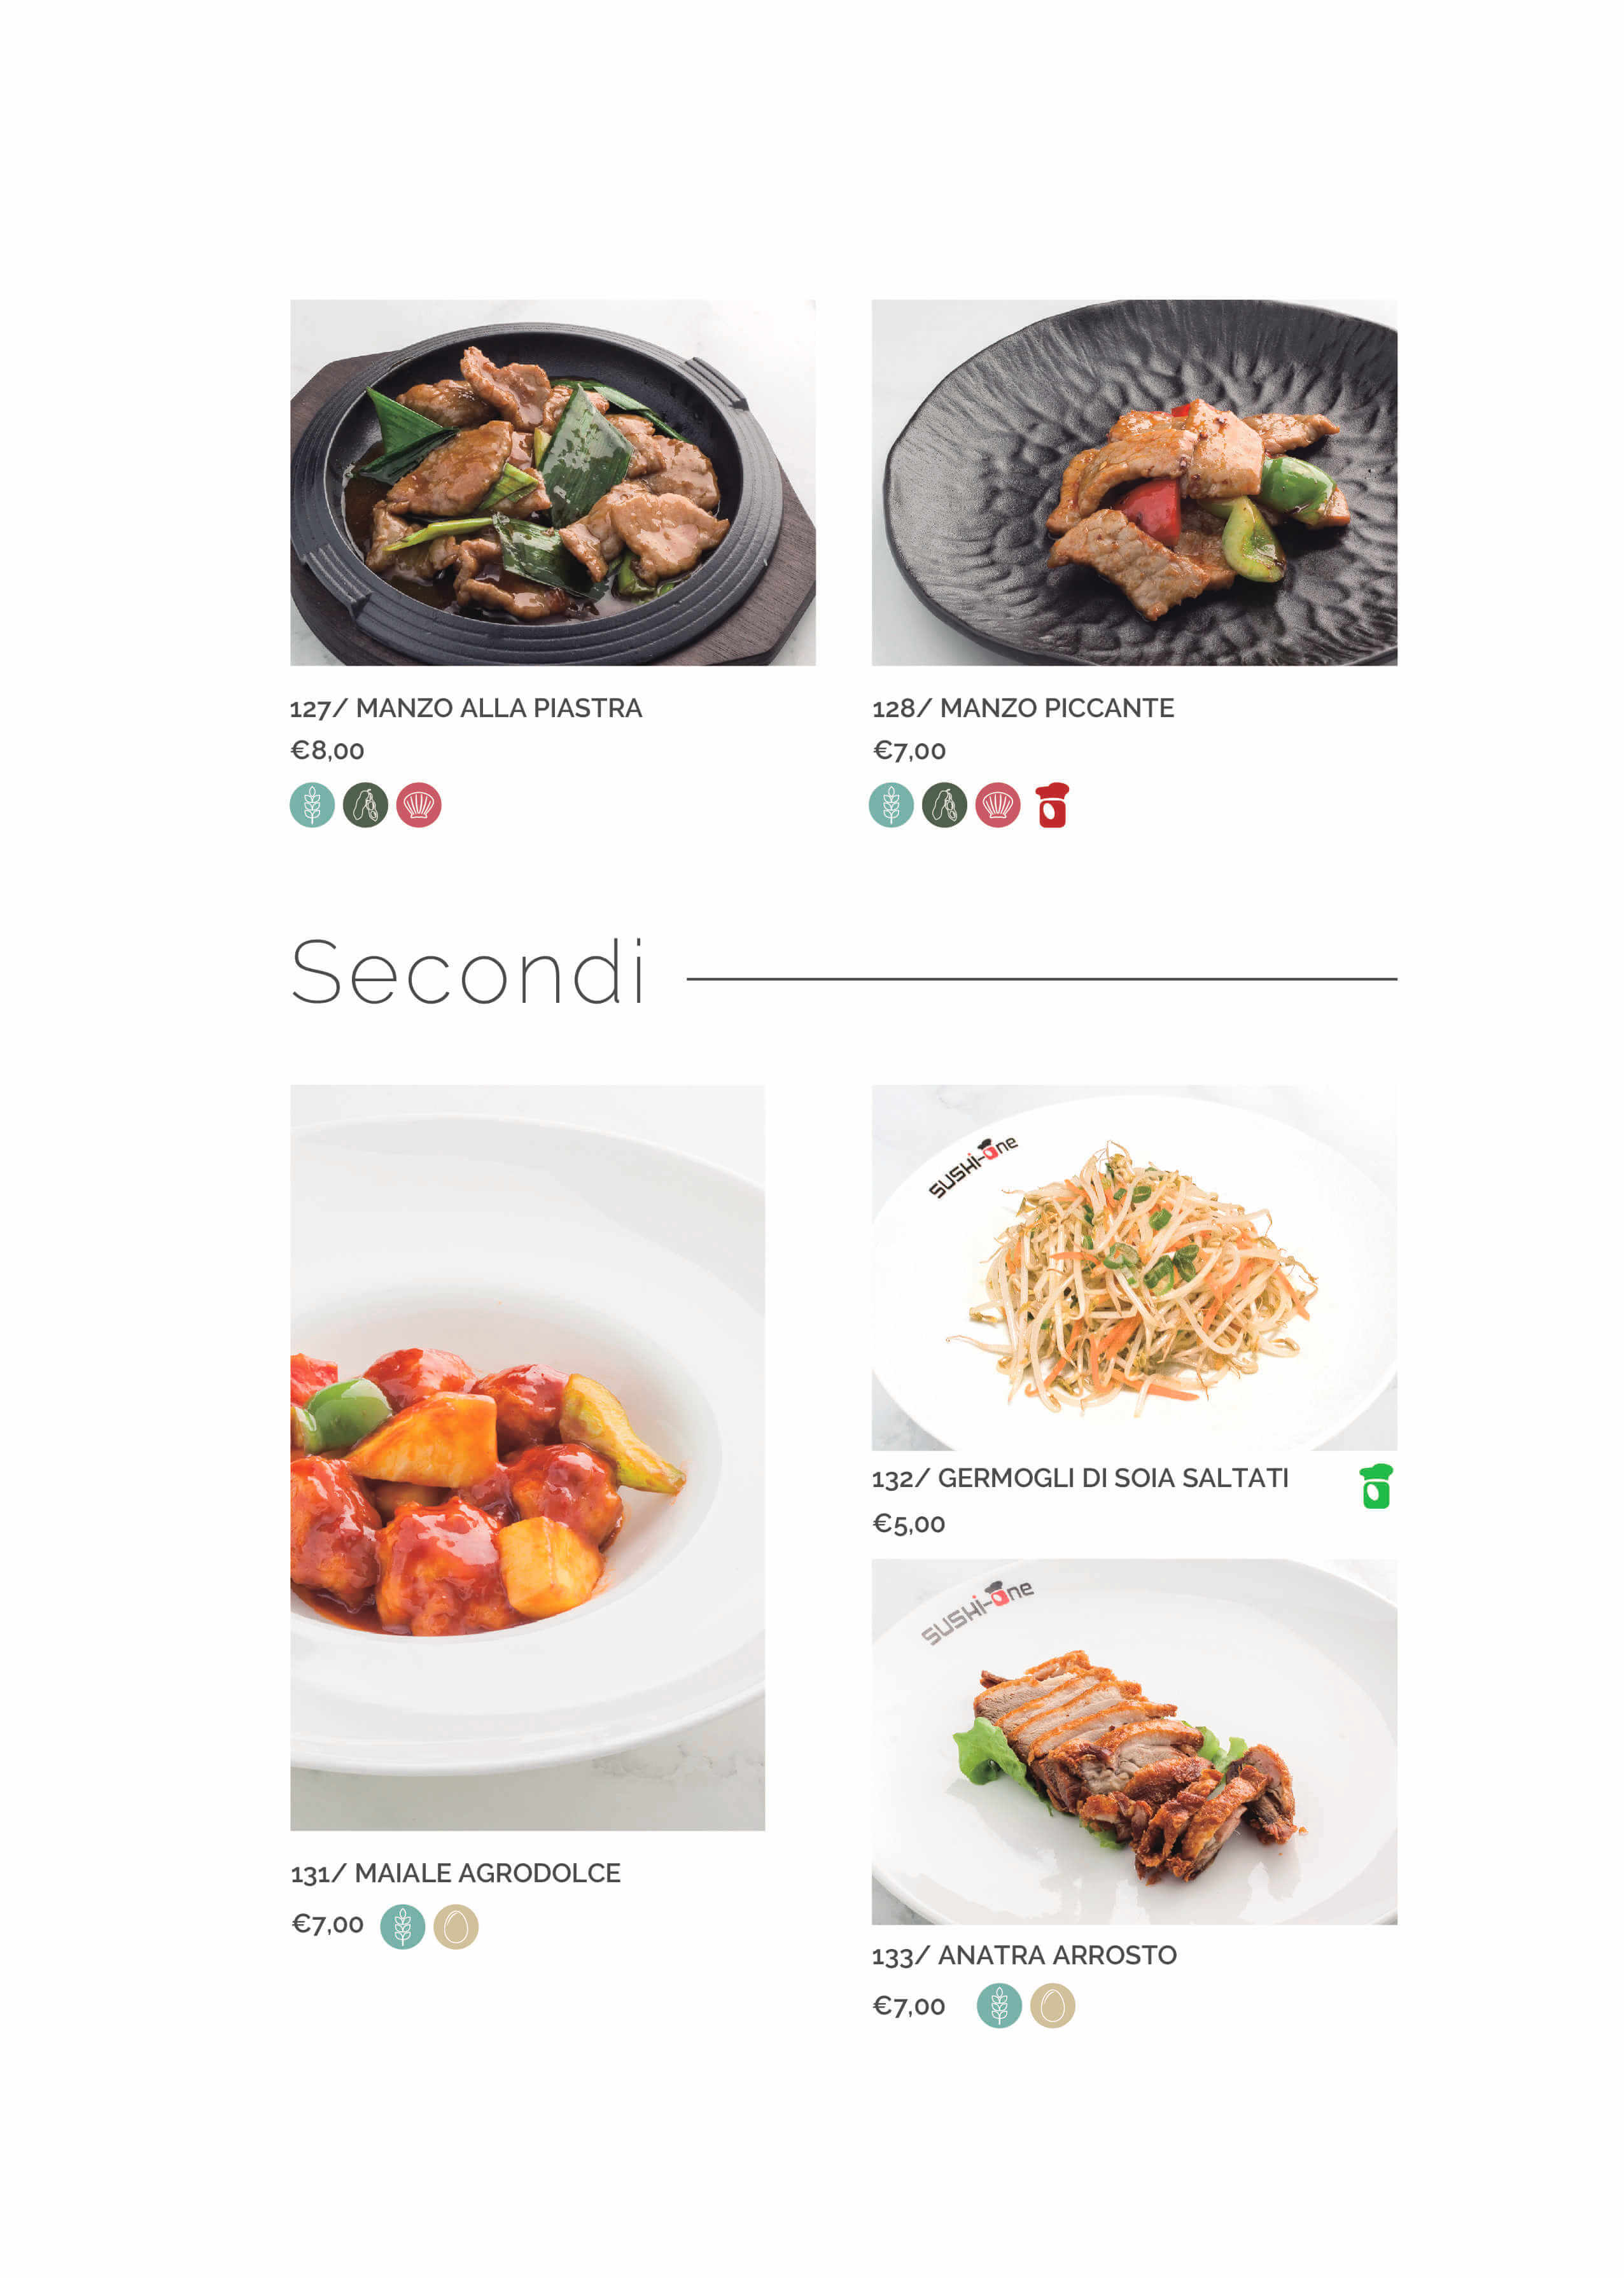 127/ MANZO ALLA PIASTRA
€8,00
128/ MANZO PICCANTE
€7,00
Secondi
SUSHi-One
132/ GERMOGLI DI SOIA SALTATI
€5,00
SUSHi-One
131/ MAIALE AGRODOLCE
€7,00
133/ ANATRA ARROSTO
€7,00